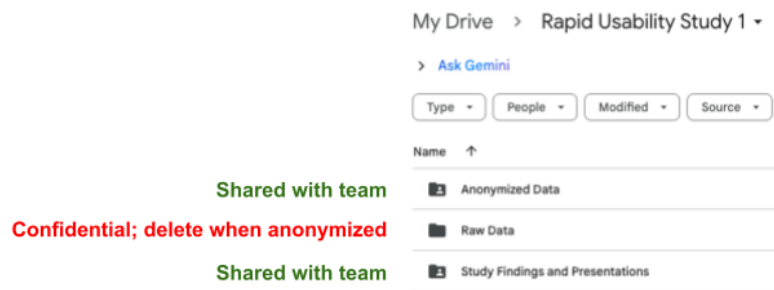 My Drive > Rapid Usability Study 1
> Ask Gemini
Type People Modified Source
Name ↑
Shared with team Anonymized Data
Confidential; delete when anonymized Raw Data
Shared with team Study Findings and Presentations